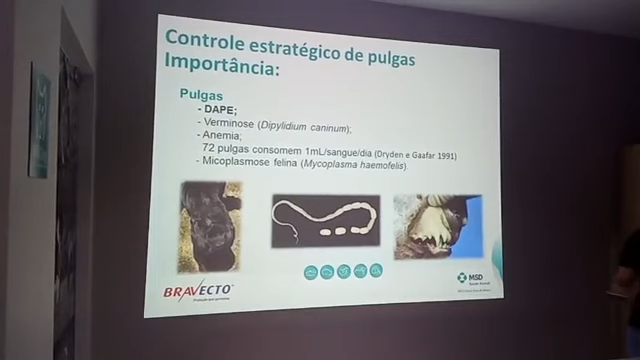 Controle estratégico de pulgas
Importância:
Pulgas
- DAPE;
- Verminose (Dipylidium caninum);
- Anemia;
72 pulgas consomem 1mL/sangue/dia (Dryden e Gaafar 1991)
- Micoplasmose felina (Mycoplasma haemofelis).
BRAVECTO
MSD